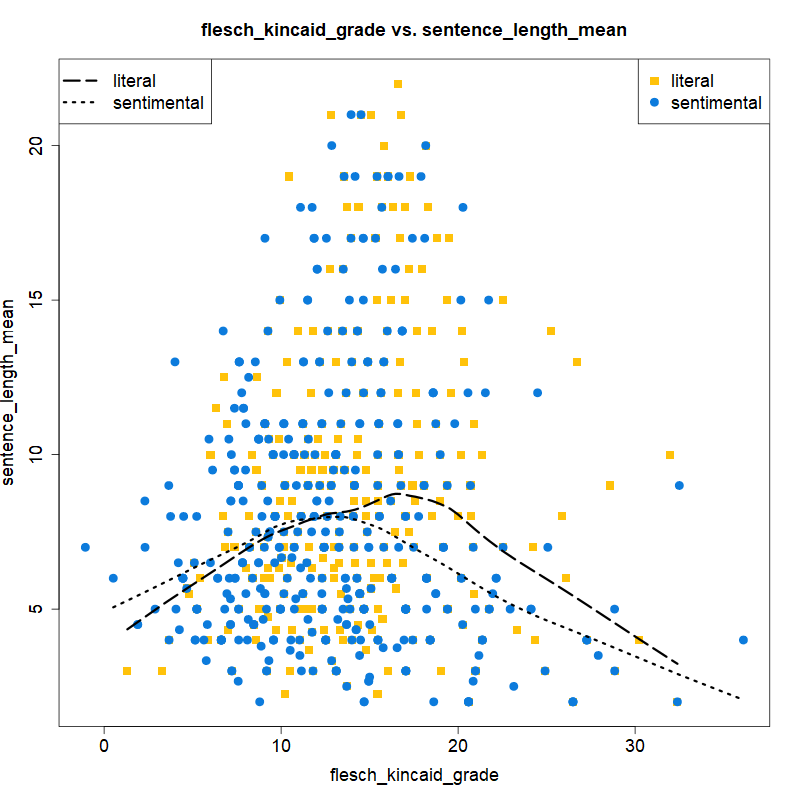 flesch_kincaid_grade vs. sentence_length_mean
literal
sentimental
literal
sentimental
sentence_length_mean
20
15
10
5
0
10
20
30
flesch_kincaid_grade